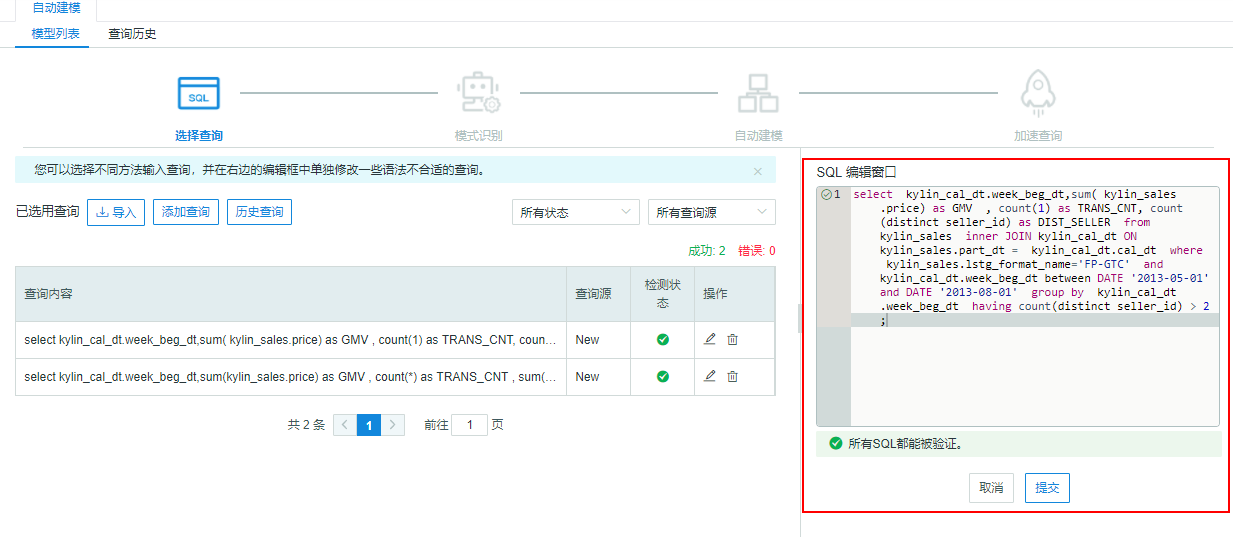 自动建模
模型列表 查询历史
SQL
选择查询 模式识别 自动建模 加速查询
您可以选择不同方法输入查询，并在右边的编辑框中单独修改一些语法不合适的查询。
已选用查询 导入 添加查询 历史查询 所有状态 所有查询源
成功: 2 错误: 0
查询内容 查询源 检测状态 操作
select kylin_cal_dt.week_beg_dt,sum( kylin_sales.price) as GMV , count(1) as TRANS_CNT, coun... New
select kylin_cal_dt.week_beg_dt,sum(kylin_sales.price) as GMV , count(*) as TRANS_CNT , sum(... New
共 2 条 1 前往 1 页
SQL 编辑窗口
1 select kylin_cal_dt.week_beg_dt,sum( kylin_sales
.price) as GMV , count(1) as TRANS_CNT, count
(distinct seller_id) as DIST_SELLER from
kylin_sales inner JOIN kylin_cal_dt ON
kylin_sales.part_dt = kylin_cal_dt.cal_dt where
kylin_sales.lstg_format_name='FP-GTC' and
kylin_cal_dt.week_beg_dt between DATE '2013-05-01'
and DATE '2013-08-01' group by kylin_cal_dt
.week_beg_dt having count(distinct seller_id) > 2
;
所有SQL都能被验证。
取消 提交